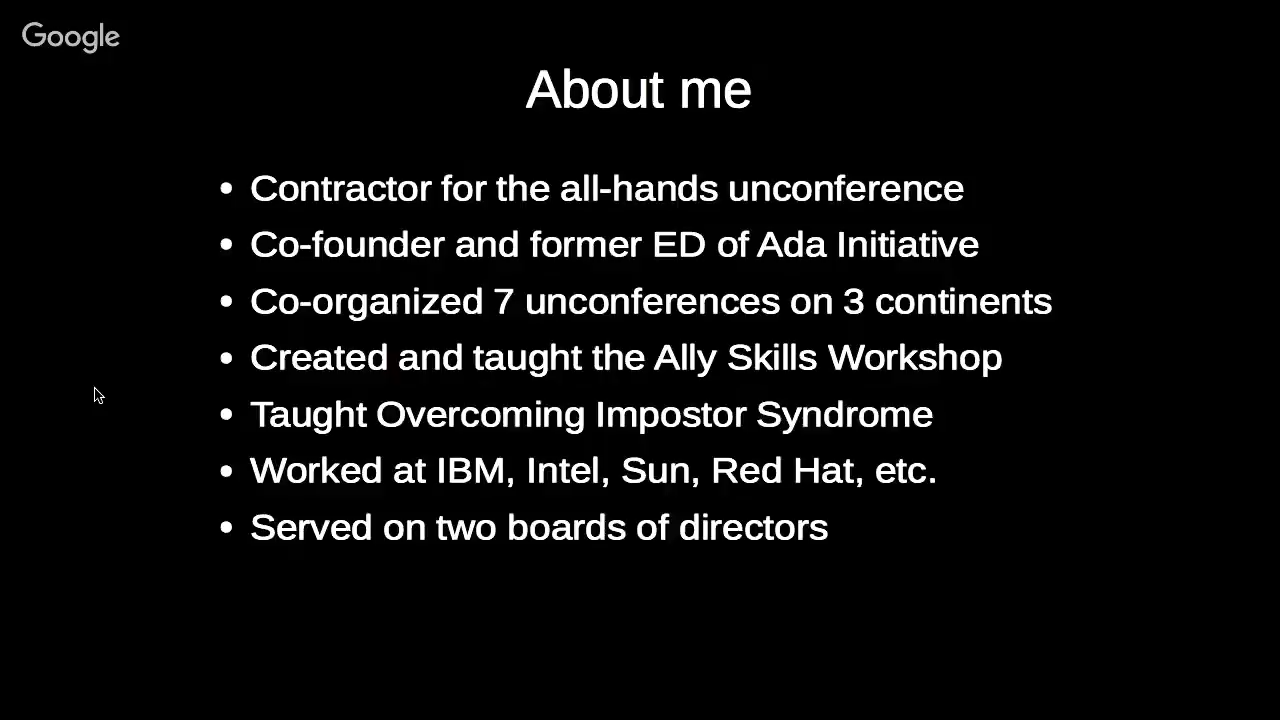 Google
About me
• Contractor for the all-hands unconference
• Co-founder and former ED of Ada Initiative
• Co-organized 7 unconferences on 3 continents
• Created and taught the Ally Skills Workshop
• Taught Overcoming Impostor Syndrome
• Worked at IBM, Intel, Sun, Red Hat, etc.
• Served on two boards of directors